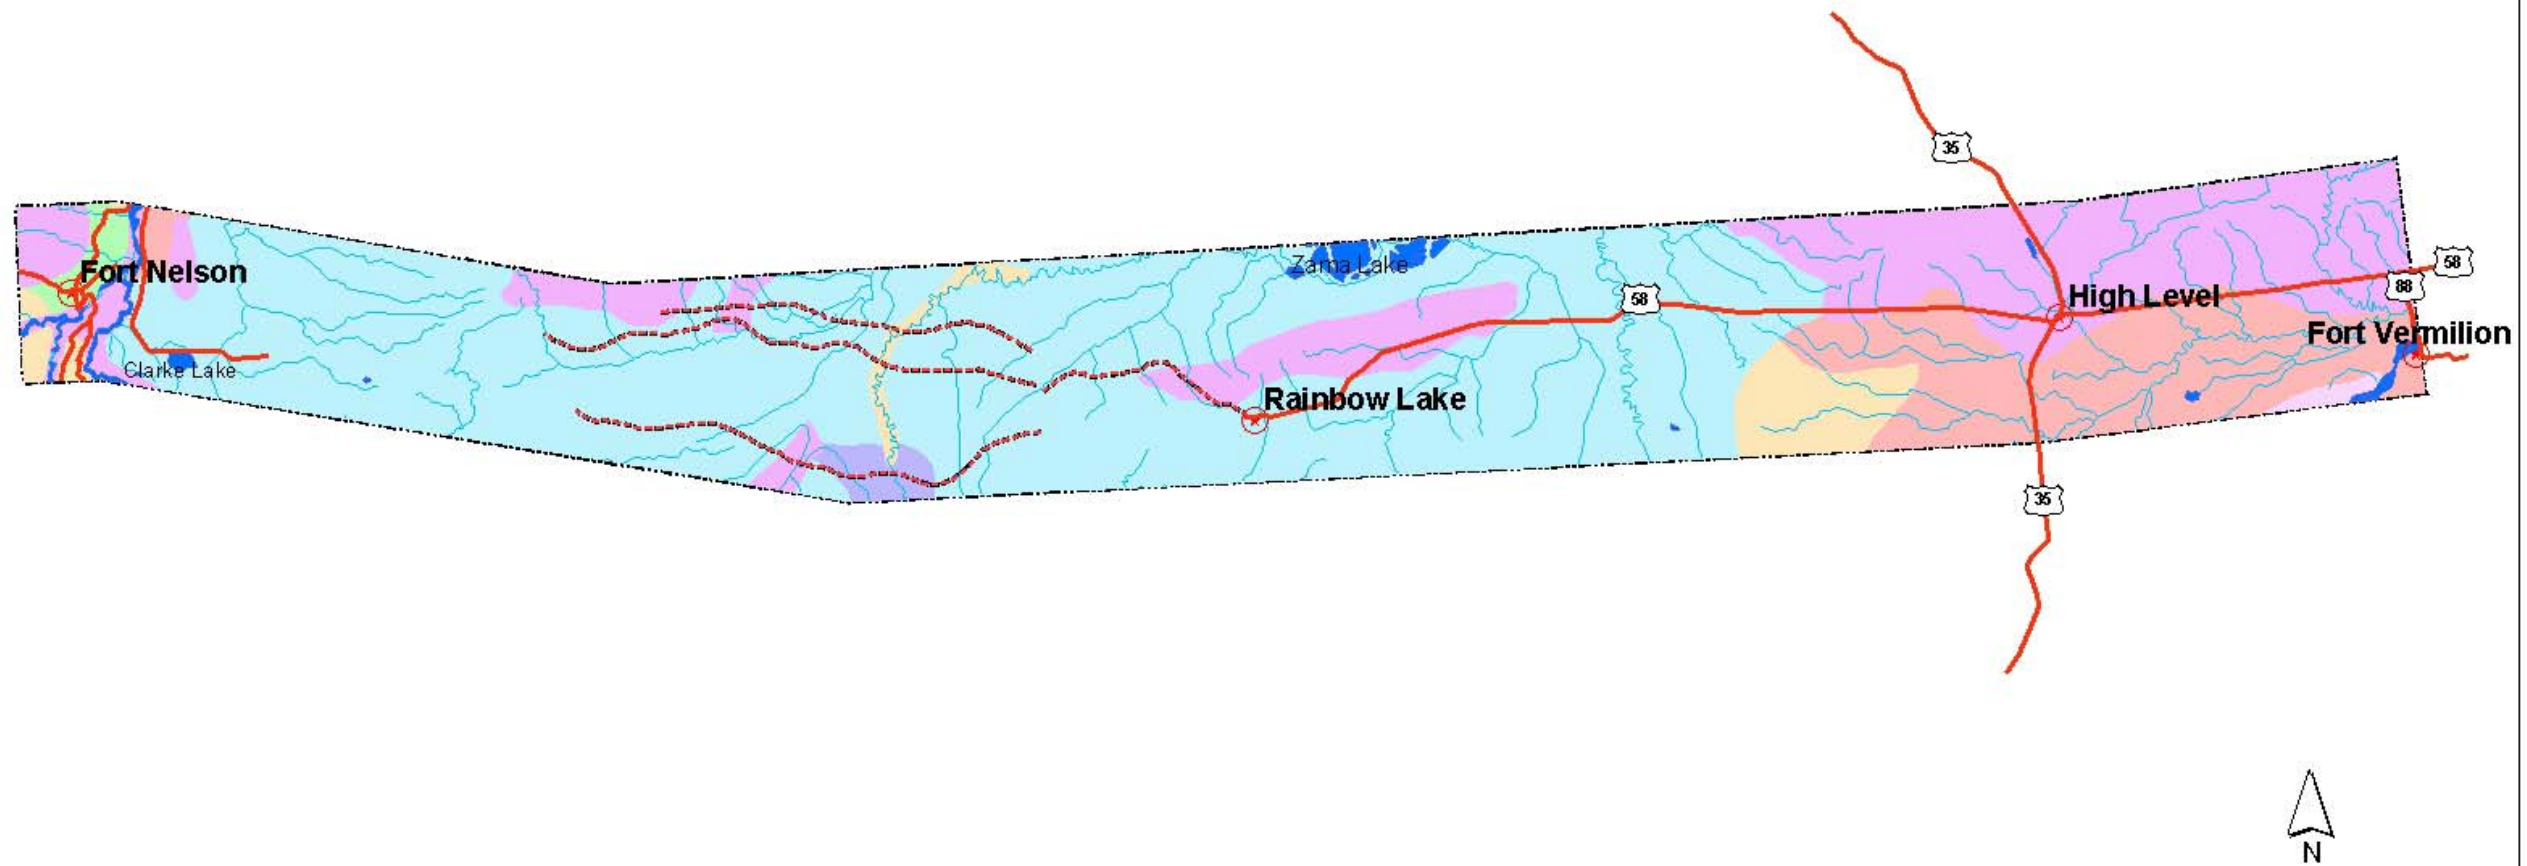 35
58
88
Fort Nelson
Zama Lake
58
High Level
Fort Vermilion
Clarke Lake
Rainbow Lake
35
N